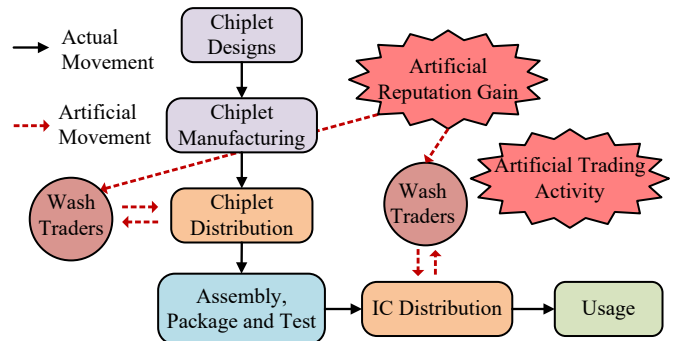 Actual
Movement
Artificial
Movement
Chiplet
Designs
Chiplet
Manufacturing
Artificial
Reputation Gain
Artificial Trading
Activity
Wash
Traders
Chiplet
Distribution
Wash
Traders
Assembly,
Package and Test
IC Distribution
Usage